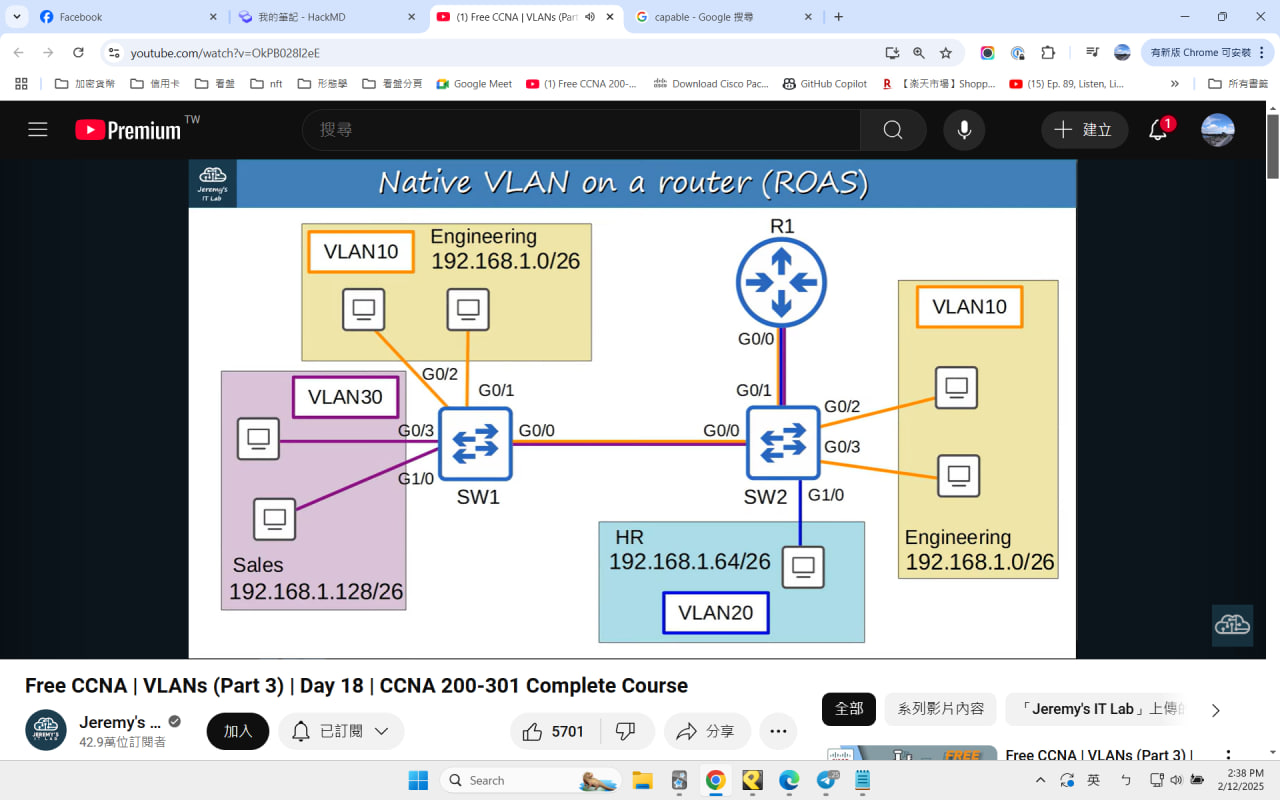 Facebook
我的筆記 - HackMD
(1) Free CCNA | VLANs (Part
capable - Google 搜尋
youtube.com/watch?v=OkPB028l2eE
有新版 Chrome 可安裝
加密貨幣
信用卡
看盤
nft
形態學
看盤分頁
Google Meet
(1) Free CCNA 200-...
Download Cisco Pac...
GitHub Copilot
【楽天市場】Shopp...
(15) Ep. 89, Listen, Li...
»
所有書籤
Premium TW
搜尋
建立
1
Jeremy's
IT Lab
Native VLAN on a router (ROAS)
VLAN10
Engineering
192.168.1.0/26
R1
G0/0
VLAN10
G0/2
G0/1
G0/1
VLAN30
G0/3
G0/0
G0/0
G0/2
G0/3
G1/0
SW1
SW2
G1/0
HR
192.168.1.64/26
VLAN20
Engineering
192.168.1.0/26
Sales
192.168.1.128/26
Free CCNA | VLANs (Part 3) | Day 18 | CCNA 200-301 Complete Course
Jeremy's ...
42.9萬位訂閱者
加入
已訂閱
5701
分享
全部
系列影片內容
「Jeremy's IT Lab」上傳的
FREE
Free CCNA | VLANs (Part 3) |
Search
英
2:38 PM
2/12/2025